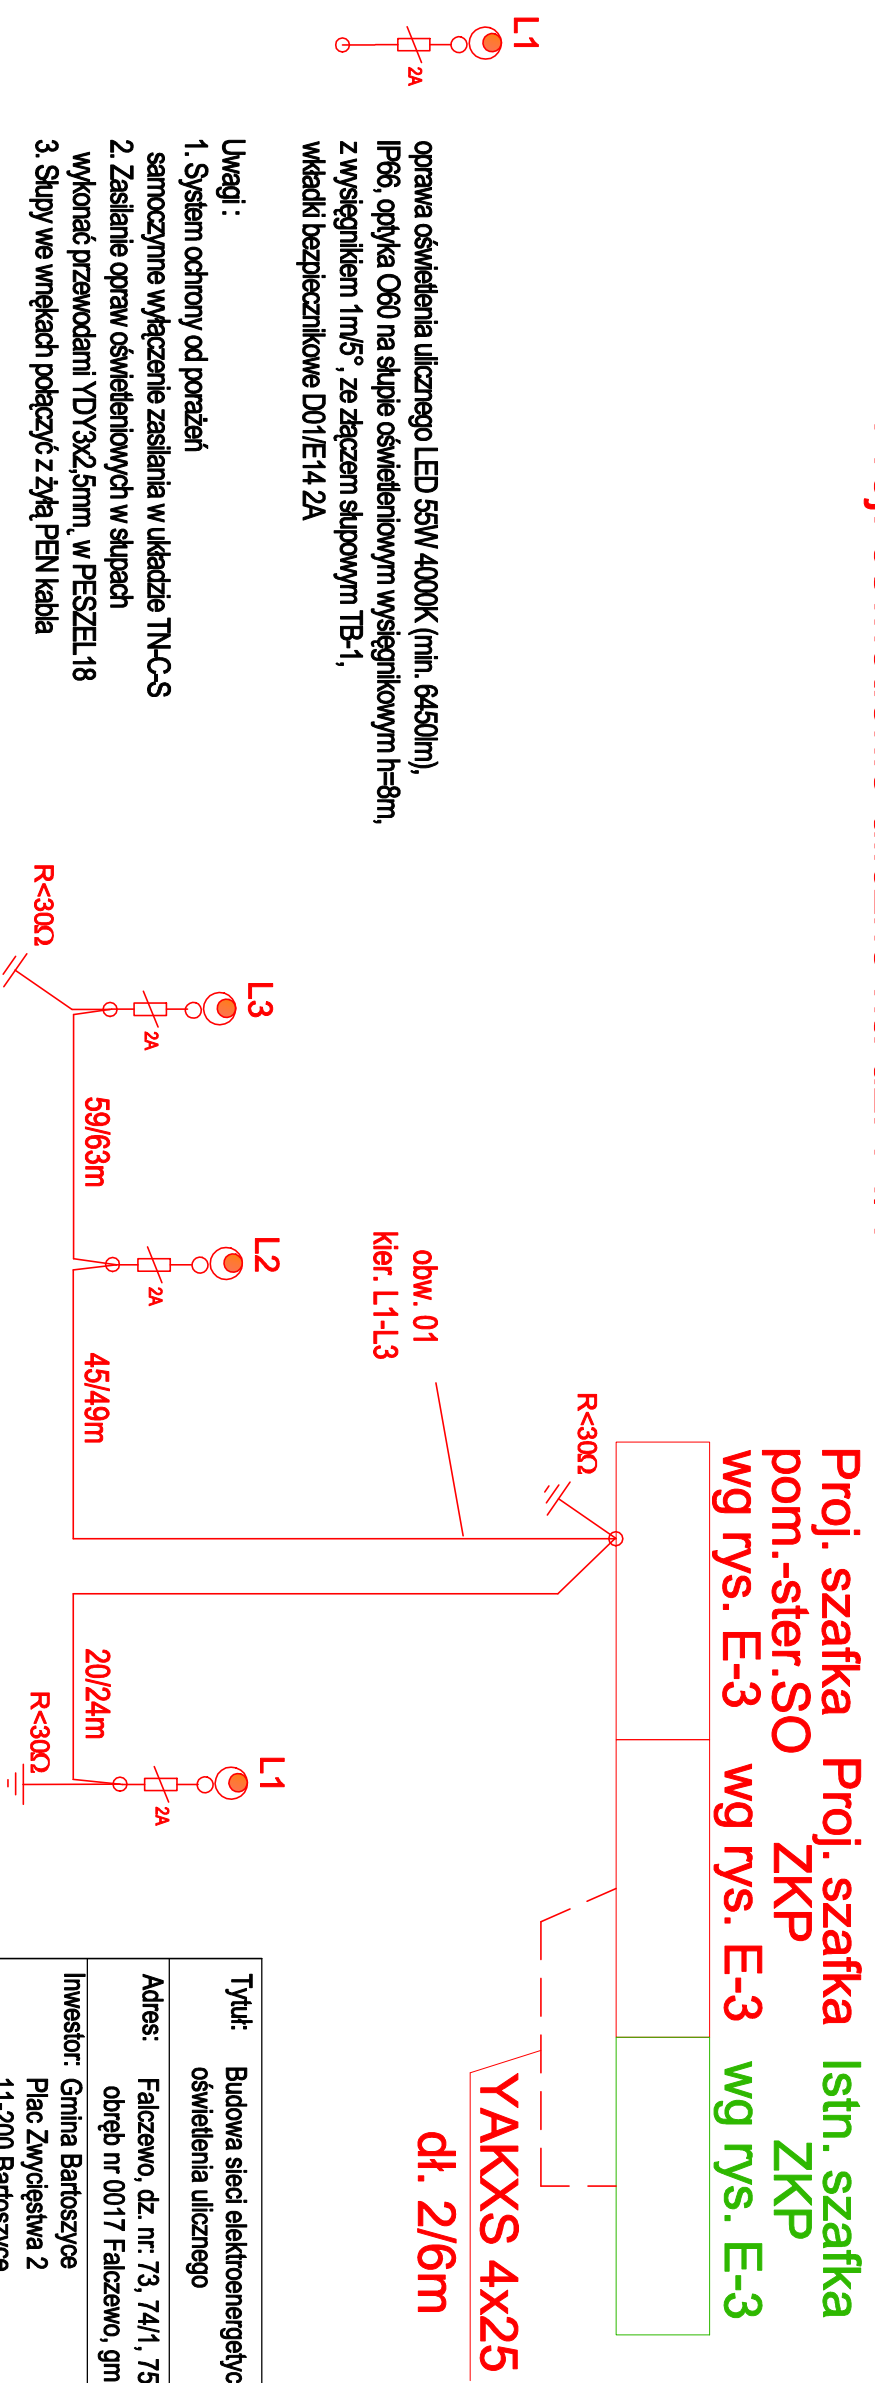 Proj. szafka
pom.-ster.SO
wg rys. E-3
Proj. szafka
ZKP
wg rys. E-3
Istn. szafka
ZKP
wg rys. E-3
L1
2A
oprawa oświetlenia ulicznego LED 55W 4000K (min. 6450lm),
IP66, optyka O60 na słupie oświetleniowym wysięgnikowym h=8m,
z wysięgnikiem 1m/5°, ze złączem słupowym TB-1,
wkładki bezpiecznikowe D01/E14 2A
Uwagi :
1. System ochrony od porażeń
samoczynne wyłączenie zasilania w układzie TN-C-S
2. Zasilanie opraw oświetleniowych w słupach
wykonać przewodami YDY3x2,5mm, w PESZEL18
3. Słupy we wnękach połączyć z żyłą PEN kabla
R<30Ω
obw. 01
kier. L1-L3
YAKXS 4x25
dł. 2/6m
L3
2A
R<30Ω
59/63m
L2
2A
45/49m
20/24m
L1
2A
R<30Ω
Tytuł: Budowa sieci
oświetlenia ulicznego
Adres: Falczewo, dz. nr: 73, 74/1,
obręb nr 0017 Falczewo,
Inwestor: Gmina Bartoszyce
Plac Zwycięstwa 2
11-200 Bartoszyce